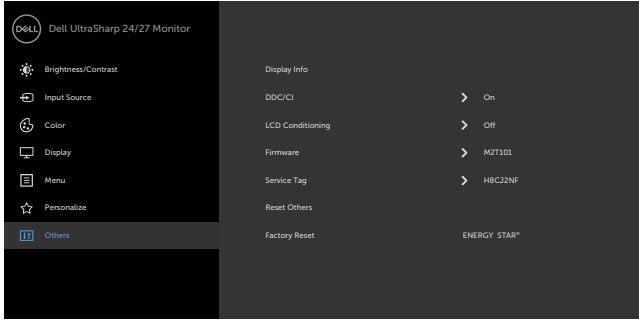 DELL Dell UltraSharp 24/27 Monitor
Brightness/Contrast
Input Source
Color
Display
Menu
Personalize
Others
Display Info
DDC/CI On
LCD Conditioning Off
Firmware M2T101
Service Tag H8CJ2NF
Reset Others
Factory Reset ENERGY STAR®